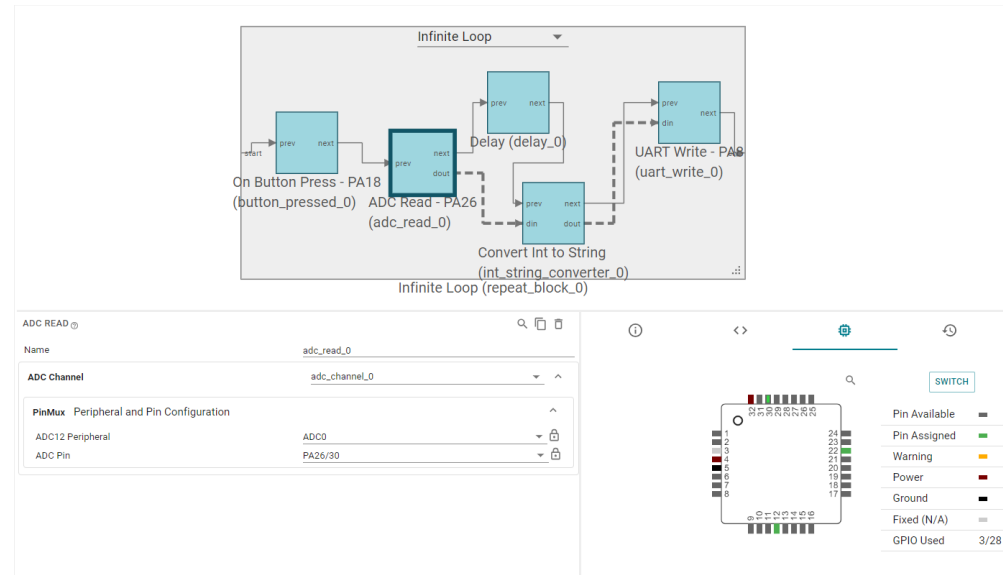 Infinite Loop
start
prev next
On Button Press - PA18
(button_pressed_0)
prev
next
dout
ADC Read - PA26
(adc_read_0)
prev next
Delay (delay_0)
prev next
din dout
Convert Int to String
(int_string_converter_0)
prev
next
din
UART Write - PA8
(uart_write_0)
Infinite Loop (repeat_block_0)
ADC READ
Name adc_read_0
ADC Channel adc_channel_0
PinMux Peripheral and Pin Configuration
ADC12 Peripheral ADC0
ADC Pin PA26/30
SWITCH
32 31 30 29 28 27 26 25
1 2 3 4 5 6 7 8
24 23 22 21 20 19 18 17
9 10 11 12 13 14 15 16
Pin Available
Pin Assigned
Warning
Power
Ground
Fixed (N/A)
GPIO Used 3/28